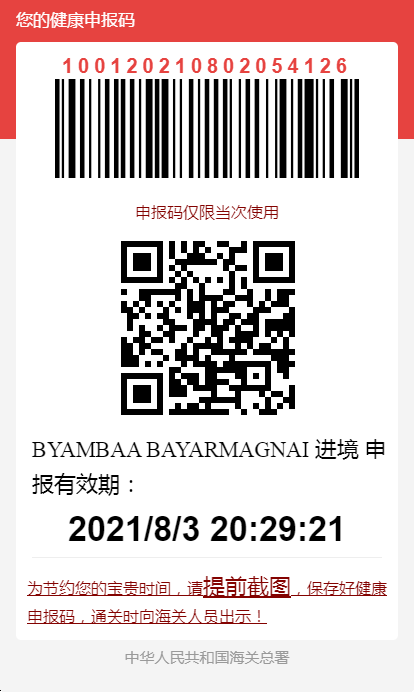 您的健康申报码
100120210802054126
申报码仅限当次使用
BYAMBAA BAYARMAGNAI 进境 申
报有效期：
2021/8/3 20:29:21
为节约您的宝贵时间，请提前截图，保存好健康
申报码，通关时向海关人员出示！
中华人民共和国海关总署